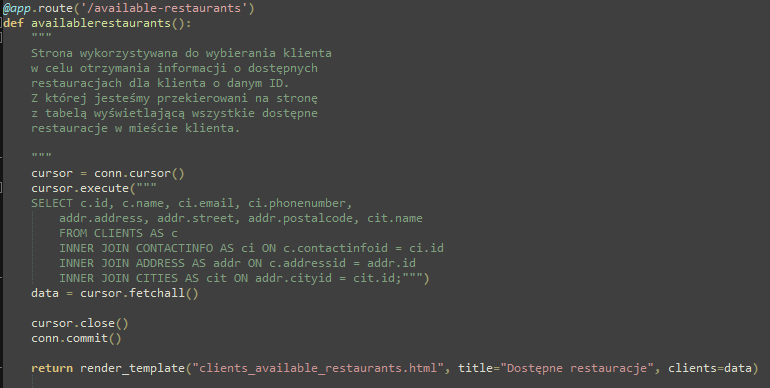 @app.route('/available-restaurants')
def availablerestaurants():
"""
Strona wykorzystywana do wybierania klienta
w celu otrzymania informacji o dostępnych
restauracjach dla klienta o danym ID.
Z której jesteśmy przekierowani na stronę
z tabelą wyświetlającą wszystkie dostępne
restauracje w mieście klienta.
"""
cursor = conn.cursor()
cursor.execute("""
SELECT c.id, c.name, ci.email, ci.phonenumber,
addr.address, addr.street, addr.postalcode, cit.name
FROM CLIENTS AS c
INNER JOIN CONTACTINFO AS ci ON c.contactinfoid = ci.id
INNER JOIN ADDRESS AS addr ON c.addressid = addr.id
INNER JOIN CITIES AS cit ON addr.cityid = cit.id;""")
data = cursor.fetchall()
cursor.close()
conn.commit()
return render_template("clients_available_restaurants.html", title="Dostępne restauracje", clients=data)